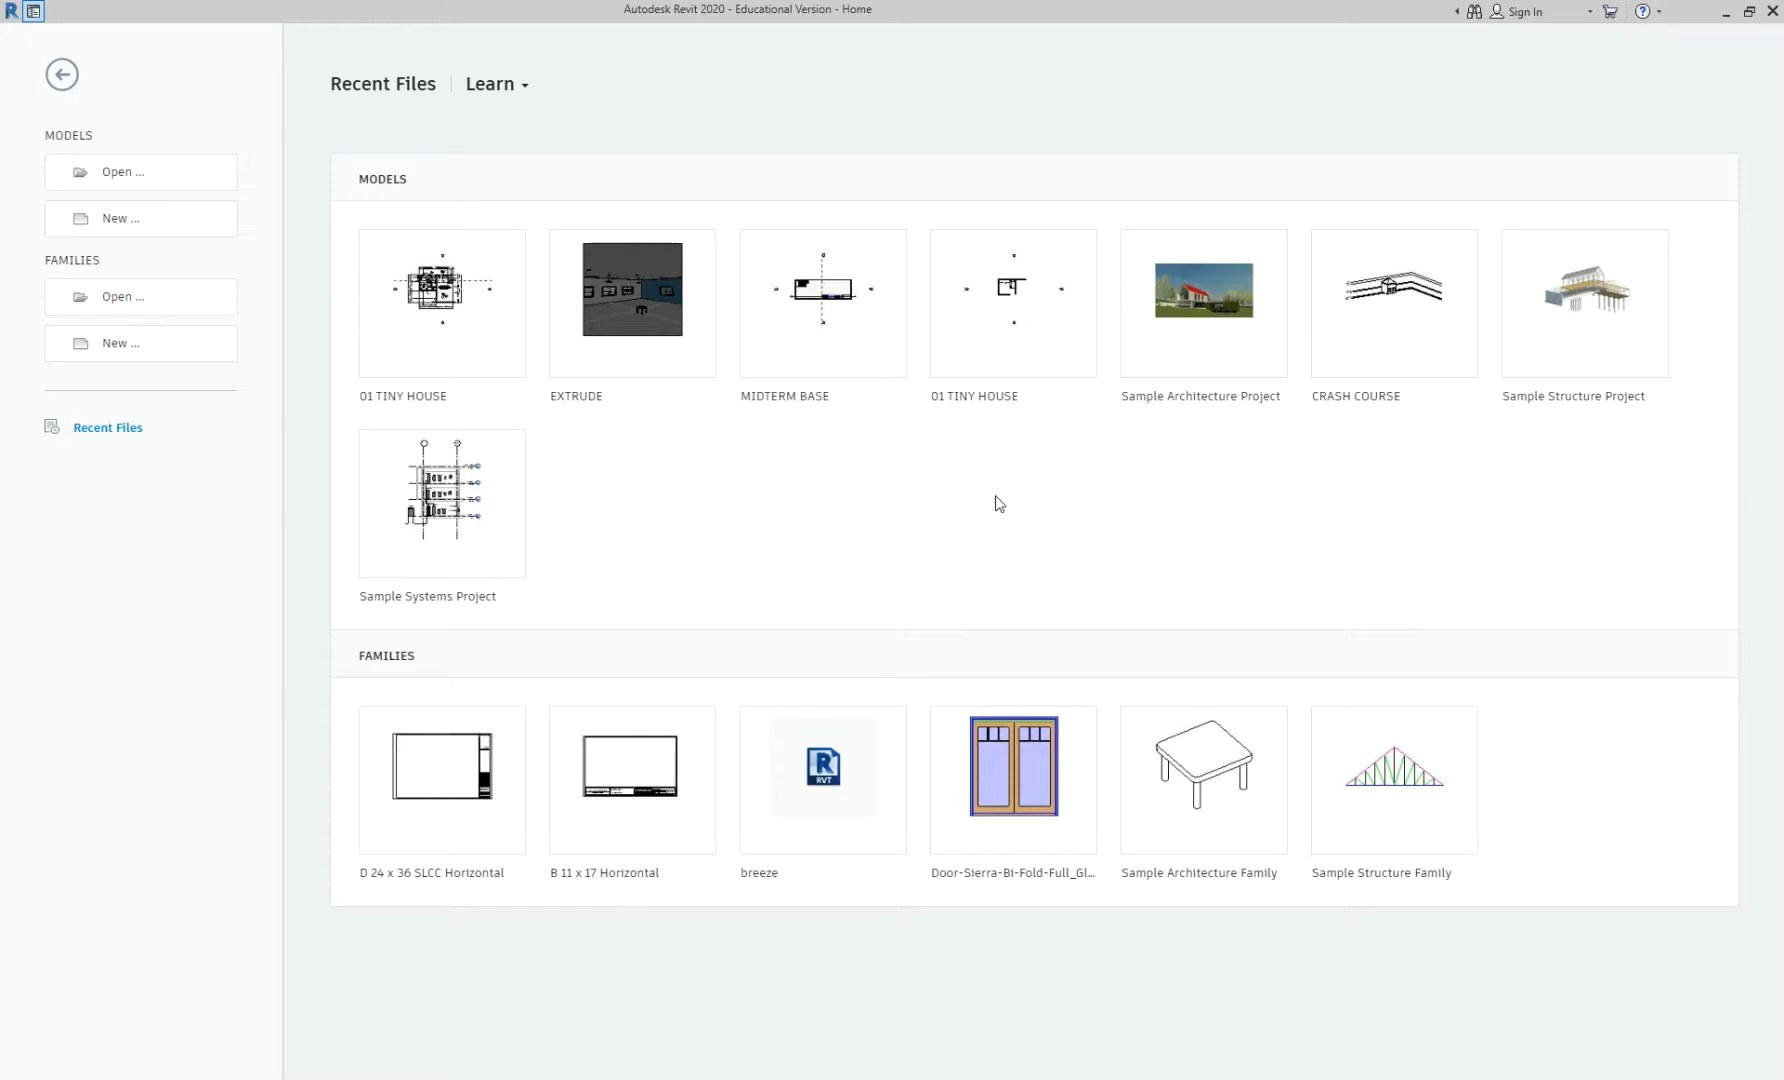 Autodesk Revit 2020 - Educational Version - Home
Sign In
Recent Files
Learn
MODELS
Open ...
New ...
FAMILIES
Open ...
New ...
Recent Files
MODELS
01 TINY HOUSE
EXTRUDE
MIDTERM BASE
01 TINY HOUSE
Sample Architecture Project
CRASH COURSE
Sample Structure Project
Sample Systems Project
FAMILIES
R
RVT
D 24 x 36 SLCC Horizontal
B 11 x 17 Horizontal
breeze
Door-Sierra-Bi-Fold-Full_Gl...
Sample Architecture Family
Sample Structure Family